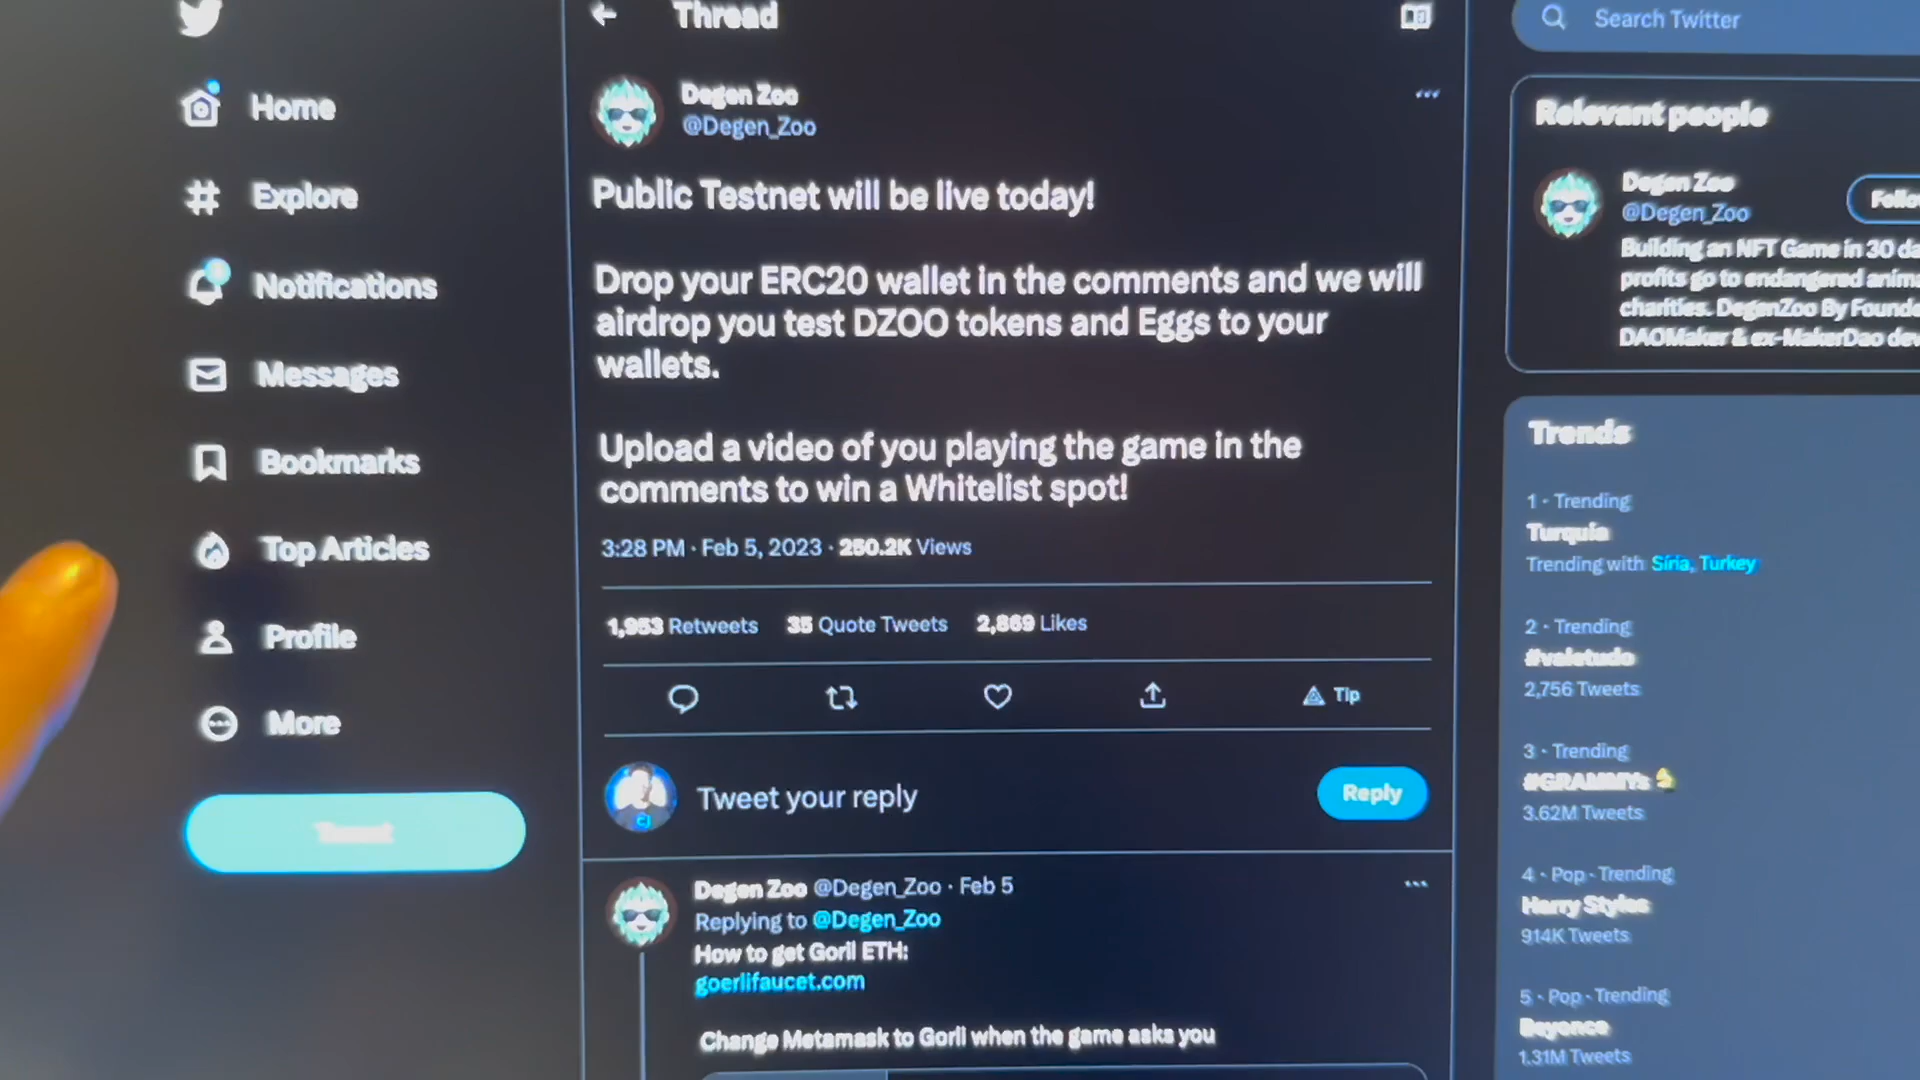 Thread
Search Twitter
Home
Explore
Notifications
Messages
Bookmarks
Top Articles
Profile
More
Tweet
Degen Zoo
@Degen_Zoo
Public Testnet will be live today!
Drop your ERC20 wallet in the comments and we will
airdrop you test DZOO tokens and Eggs to your
wallets.
Upload a video of you playing the game in the
comments to win a Whitelist spot!
3:28 PM · Feb 5, 2023 · 250.2K Views
1,953 Retweets 35 Quote Tweets 2,869 Likes
Tip
Tweet your reply
Reply
Degen Zoo @Degen_Zoo · Feb 5
Replying to @Degen_Zoo
How to get Goril ETH:
goerlifaucet.com
Change Metamask to Gorli when the game asks you
Relevant people
Degen Zoo
@Degen_Zoo
Follo
Building an NFT Game in 30 da
profits go to endangered anima
charities. DegenZoo By Founde
DAOMaker & ex-MakerDao dev
Trends
1 · Trending
Turquía
Trending with Síria, Turkey
2 · Trending
#valetudo
2,756 Tweets
3 · Trending
#GRAMMYs
3.62M Tweets
4 · Pop · Trending
Harry Styles
914K Tweets
5 · Pop · Trending
Beyonce
1.31M Tweets